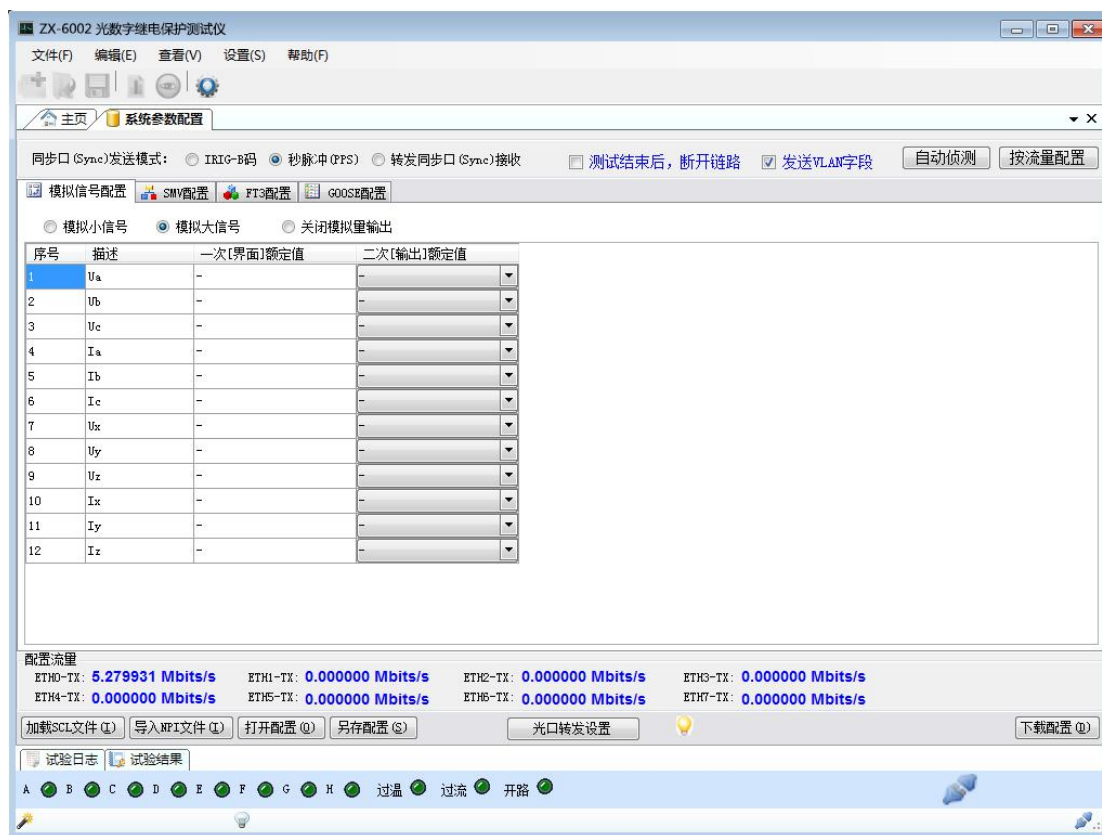 ZX-6002 光数字继电保护测试仪
文件(F) 编辑(E) 查看(V) 设置(S) 帮助(F)
主页 系统参数配置
同步口(Sync)发送模式： IRIG-B码 秒脉冲(PPS) 转发同步口(Sync)接收 测试结束后，断开链路 发送VLAN字段 自动侦测 按流量配置
模拟信号配置 SMV配置 FT3配置 GOOSE配置
模拟小信号 模拟大信号 关闭模拟量输出
序号 描述 一次[界面]额定值 二次[输出]额定值
1 Ua - -
2 Ub - -
3 Uc - -
4 Ia - -
5 Ib - -
6 Ic - -
7 Ux - -
8 Uy - -
9 Uz - -
10 Ix - -
11 Iy - -
12 Iz - -
配置流量
ETH0-TX: 5.279931 Mbits/s ETH1-TX: 0.000000 Mbits/s ETH2-TX: 0.000000 Mbits/s ETH3-TX: 0.000000 Mbits/s
ETH4-TX: 0.000000 Mbits/s ETH5-TX: 0.000000 Mbits/s ETH6-TX: 0.000000 Mbits/s ETH7-TX: 0.000000 Mbits/s
加载SCL文件(I) 导入NPI文件(I) 打开配置(O) 另存配置(S) 光口转发设置 下载配置(D)
试验日志 试验结果
A B C D E F G H 过温 过流 开路